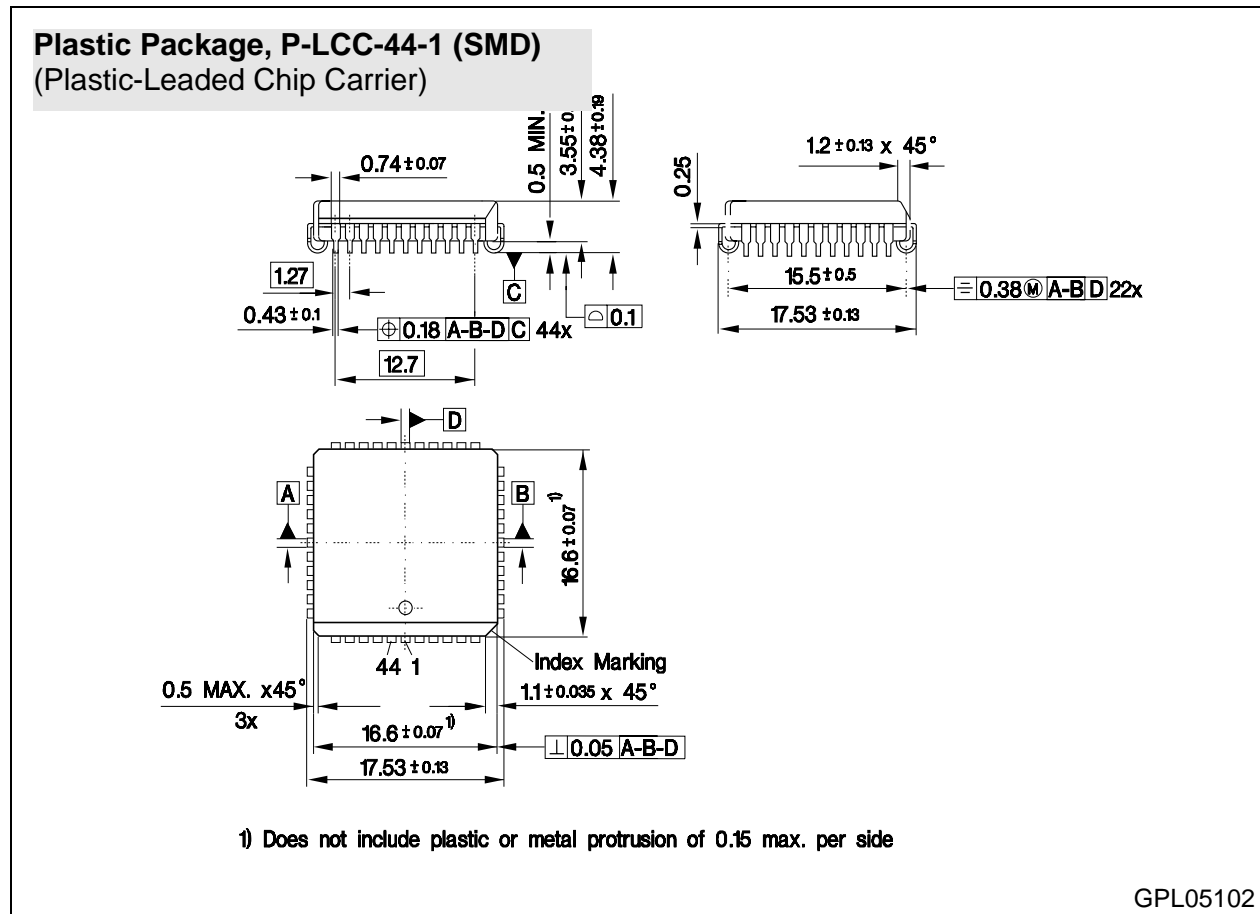 Plastic Package, P-LCC-44-1 (SMD)
(Plastic-Leaded Chip Carrier)
0.74 ± 0.07
0.5 MIN.
3.55 ±
4.38 ± 0.19
1.27
0.43 ± 0.1
⌖ 0.18 A-B-D C 44x
12.7
C
⌓ 0.1
0.25
1.2 ± 0.13 x 45°
15.5 ± 0.5
⌯ 0.38 Ⓜ A-B D 22x
17.53 ± 0.13
D
A
B
16.6 ± 0.07 1)
44 1
Index Marking
0.5 MAX. x45°
3x
1.1 ± 0.035 x 45°
16.6 ± 0.07 1)
⊥ 0.05 A-B-D
17.53 ± 0.13
1) Does not include plastic or metal protrusion of 0.15 max. per side
GPL05102